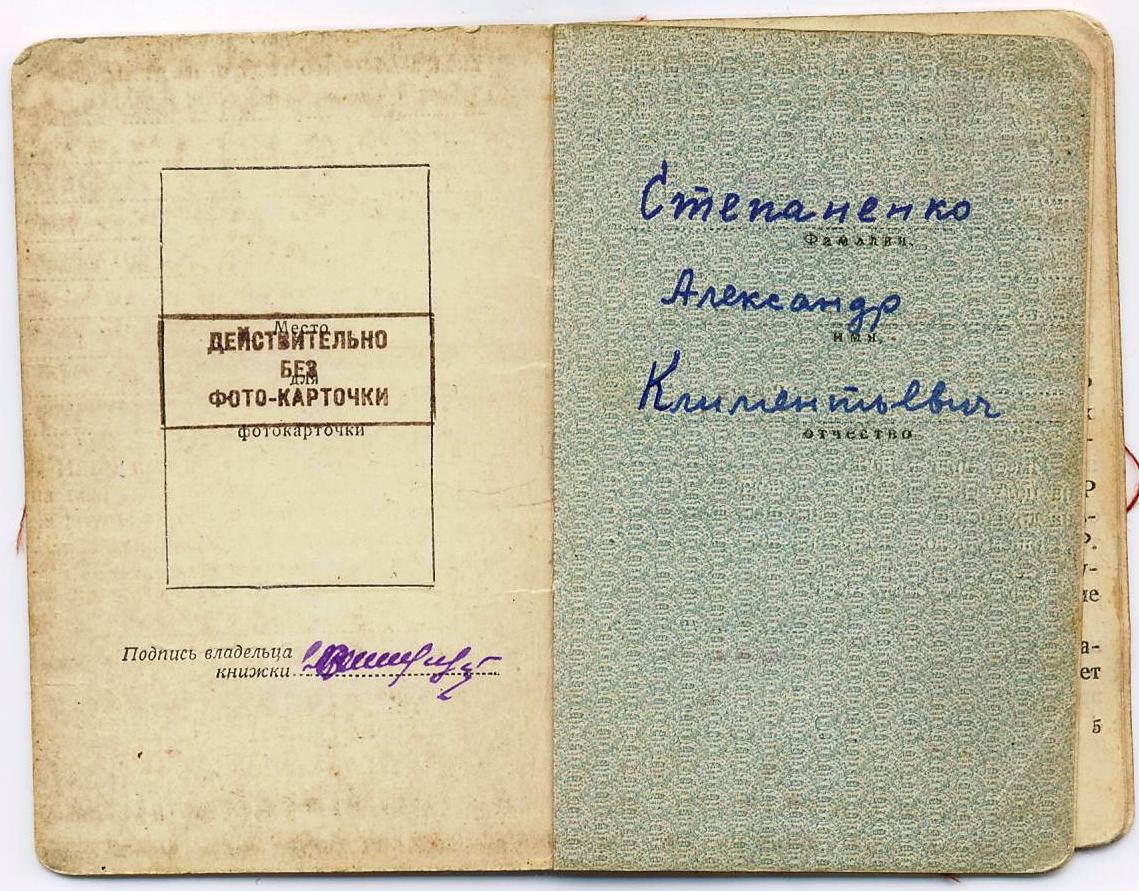 Место
ДЕЙСТВИТЕЛЬНО
БЕЗ
для
ФОТО-КАРТОЧКИ
фотокарточки
Подпись владельца
книжки
Степаненко
Фамилия
Александр
имя
Климентьевич
отчество
5